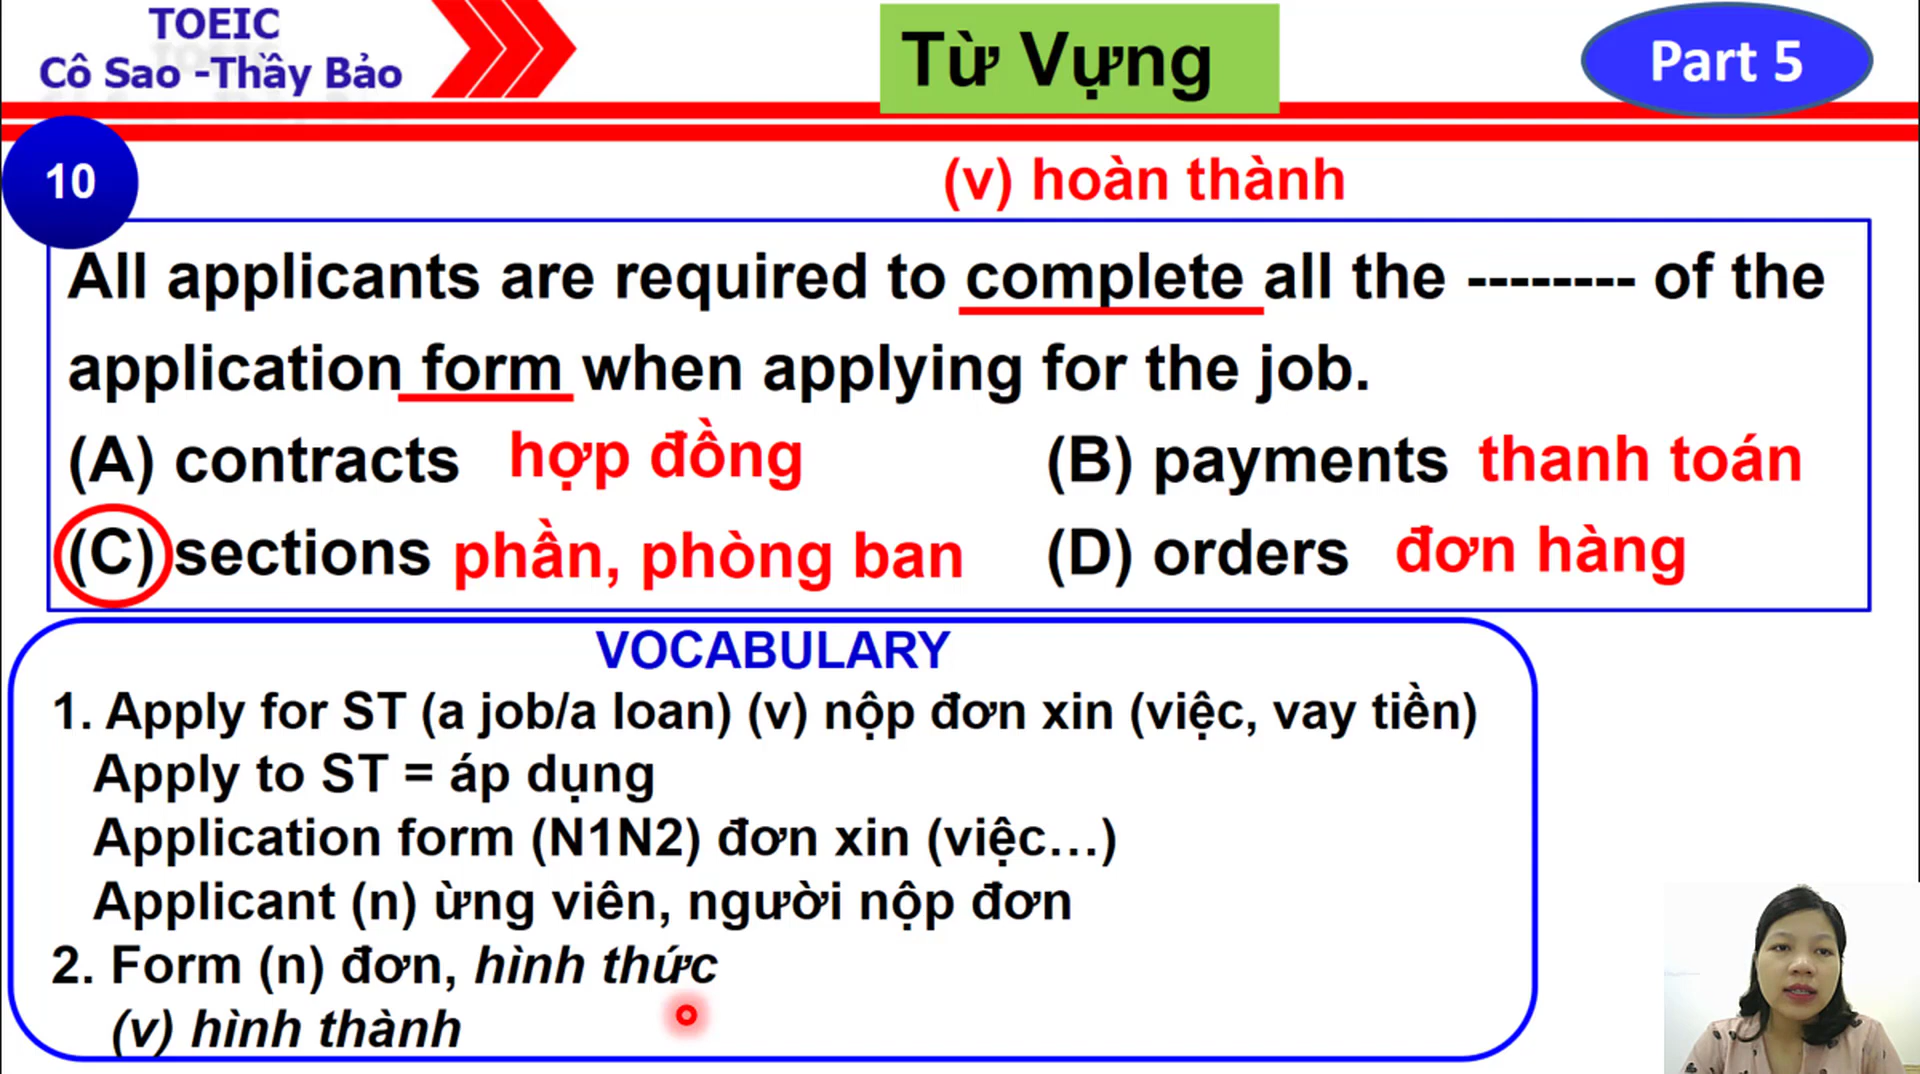 TOEIC
Cô Sao -Thầy Bảo
Từ Vựng
Part 5
10
(v) hoàn thành
All applicants are required to complete all the -------- of the
application form when applying for the job.
(A) contracts hợp đồng (B) payments thanh toán
(C) sections phần, phòng ban (D) orders đơn hàng
VOCABULARY
1. Apply for ST (a job/a loan) (v) nộp đơn xin (việc, vay tiền)
Apply to ST = áp dụng
Application form (N1N2) đơn xin (việc...)
Applicant (n) ừng viên, người nộp đơn
2. Form (n) đơn, hình thức
(v) hình thành